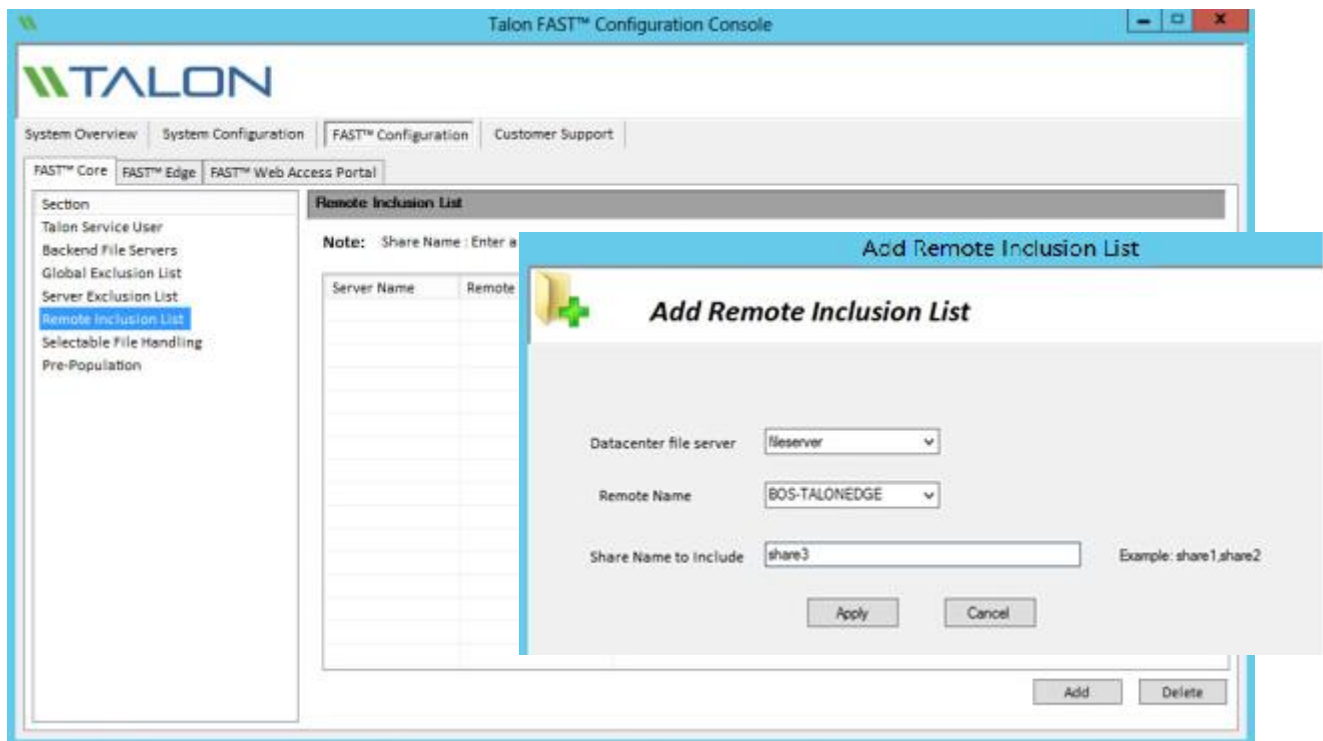 Talon FAST™ Configuration Console
TALON
System Overview System Configuration FAST™ Configuration Customer Support
FAST™ Core FAST™ Edge FAST™ Web Access Portal
Section
Talon Service User
Backend File Servers
Global Exclusion List
Server Exclusion List
Remote Inclusion List
Selectable File Handling
Pre-Population
Remote Inclusion List
Note: Share Name : Enter a
Server Name Remote
Add Remote Inclusion List
Add Remote Inclusion List
Datacenter file server fileserver
Remote Name BOS-TALONEDGE
Share Name to Include share3 Example: share1,share2
Apply Cancel
Add Delete